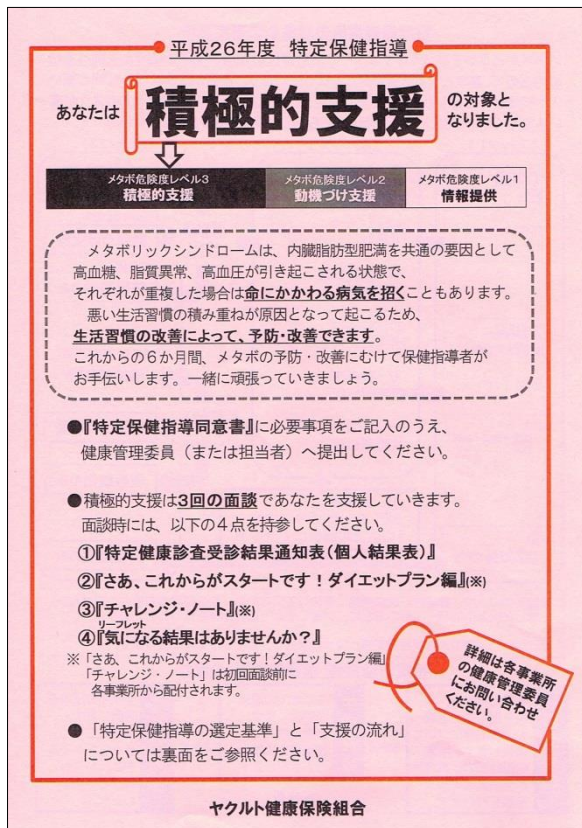 平成26年度 特定保健指導
あなたは
積極的支援
の対象と
なりました。
メタボ危険度レベル3
積極的支援
メタボ危険度レベル2
動機づけ支援
メタボ危険度レベル1
情報提供
メタボリックシンドロームは、内臓脂肪型肥満を共通の要因として
高血糖、脂質異常、高血圧が引き起こされる状態で、
それぞれが重複した場合は命にかかわる病気を招くこともあります。
悪い生活習慣の積み重ねが原因となって起こるため、
生活習慣の改善によって、予防・改善できます。
これからの6か月間、メタボの予防・改善にむけて保健指導者が
お手伝いします。一緒に頑張っていきましょう。
●『特定保健指導同意書』に必要事項をご記入のうえ、
健康管理委員(または担当者)へ提出してください。
●積極的支援は3回の面談であなたを支援していきます。
面談時には、以下の4点を持参してください。
①『特定健康診査受診結果通知表(個人結果表)』
②『さあ、これからがスタートです!ダイエットプラン編』(※)
③『チャレンジ・ノート』(※)
リーフレット
④『気になる結果はありませんか?』
※「さあ、これからがスタートです!ダイエットプラン編」
「チャレンジ・ノート」は初回面談前に
各事業所から配付されます。
詳細は各事業所
の健康管理委員
にお問い合わせ
ください。
●「特定保健指導の選定基準」と「支援の流れ」
については裏面をご参照ください。
ヤクルト健康保険組合